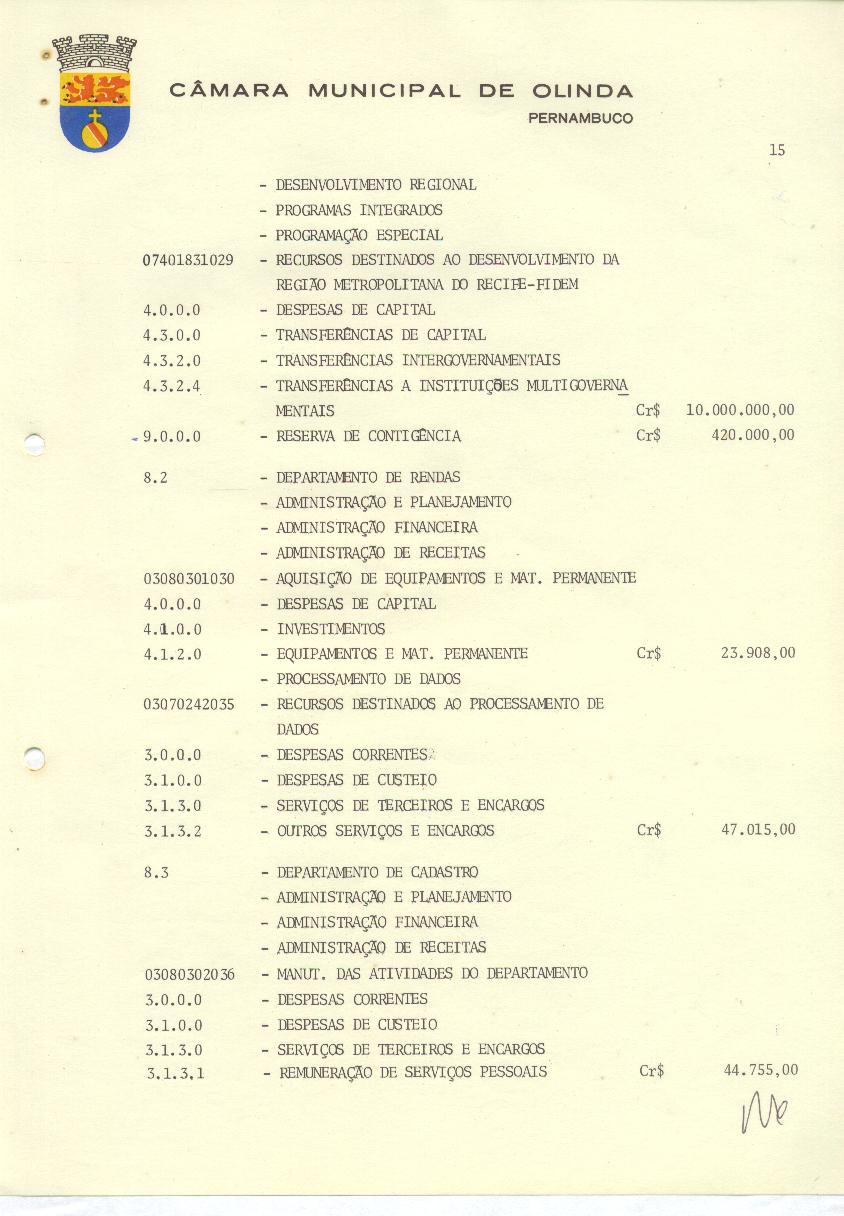 CÂMARA MUNICIPAL DE OLINDA
PERNAMBUCO
15
- DESENVOLVIMENTO REGIONAL
- PROGRAMAS INTEGRADOS
- PROGRAMAÇÃO ESPECIAL
07401831029 - RECURSOS DESTINADOS AO DESENVOLVIMENTO DA
REGIÃO METROPOLITANA DO RECIFE-FIDEM
4.0.0.0 - DESPESAS DE CAPITAL
4.3.0.0 - TRANSFERÊNCIAS DE CAPITAL
4.3.2.0 - TRANSFERÊNCIAS INTERGOVERNAMENTAIS
4.3.2.4 - TRANSFERÊNCIAS A INSTITUIÇÕES MULTIGOVERNA
MENTAIS Cr$ 10.000.000,00
9.0.0.0 - RESERVA DE CONTIGÊNCIA Cr$ 420.000,00
8.2 - DEPARTAMENTO DE RENDAS
- ADMINISTRAÇÃO E PLANEJAMENTO
- ADMINISTRAÇÃO FINANCEIRA
- ADMINISTRAÇÃO DE RECEITAS
03080301030 - AQUISIÇÃO DE EQUIPAMENTOS E MAT. PERMANENTE
4.0.0.0 - DESPESAS DE CAPITAL
4.1.0.0 - INVESTIMENTOS
4.1.2.0 - EQUIPAMENTOS E MAT. PERMANENTE Cr$ 23.908,00
- PROCESSAMENTO DE DADOS
03070242035 - RECURSOS DESTINADOS AO PROCESSAMENTO DE
DADOS
3.0.0.0 - DESPESAS CORRENTES
3.1.0.0 - DESPESAS DE CUSTEIO
3.1.3.0 - SERVIÇOS DE TERCEIROS E ENCARGOS
3.1.3.2 - OUTROS SERVIÇOS E ENCARGOS Cr$ 47.015,00
8.3 - DEPARTAMENTO DE CADASTRO
- ADMINISTRAÇÃO E PLANEJAMENTO
- ADMINISTRAÇÃO FINANCEIRA
- ADMINISTRAÇÃO DE RECEITAS
03080302036 - MANUT. DAS ATIVIDADES DO DEPARTAMENTO
3.0.0.0 - DESPESAS CORRENTES
3.1.0.0 - DESPESAS DE CUSTEIO
3.1.3.0 - SERVIÇOS DE TERCEIROS E ENCARGOS
3.1.3.1 - REMUNERAÇÃO DE SERVIÇOS PESSOAIS Cr$ 44.755,00